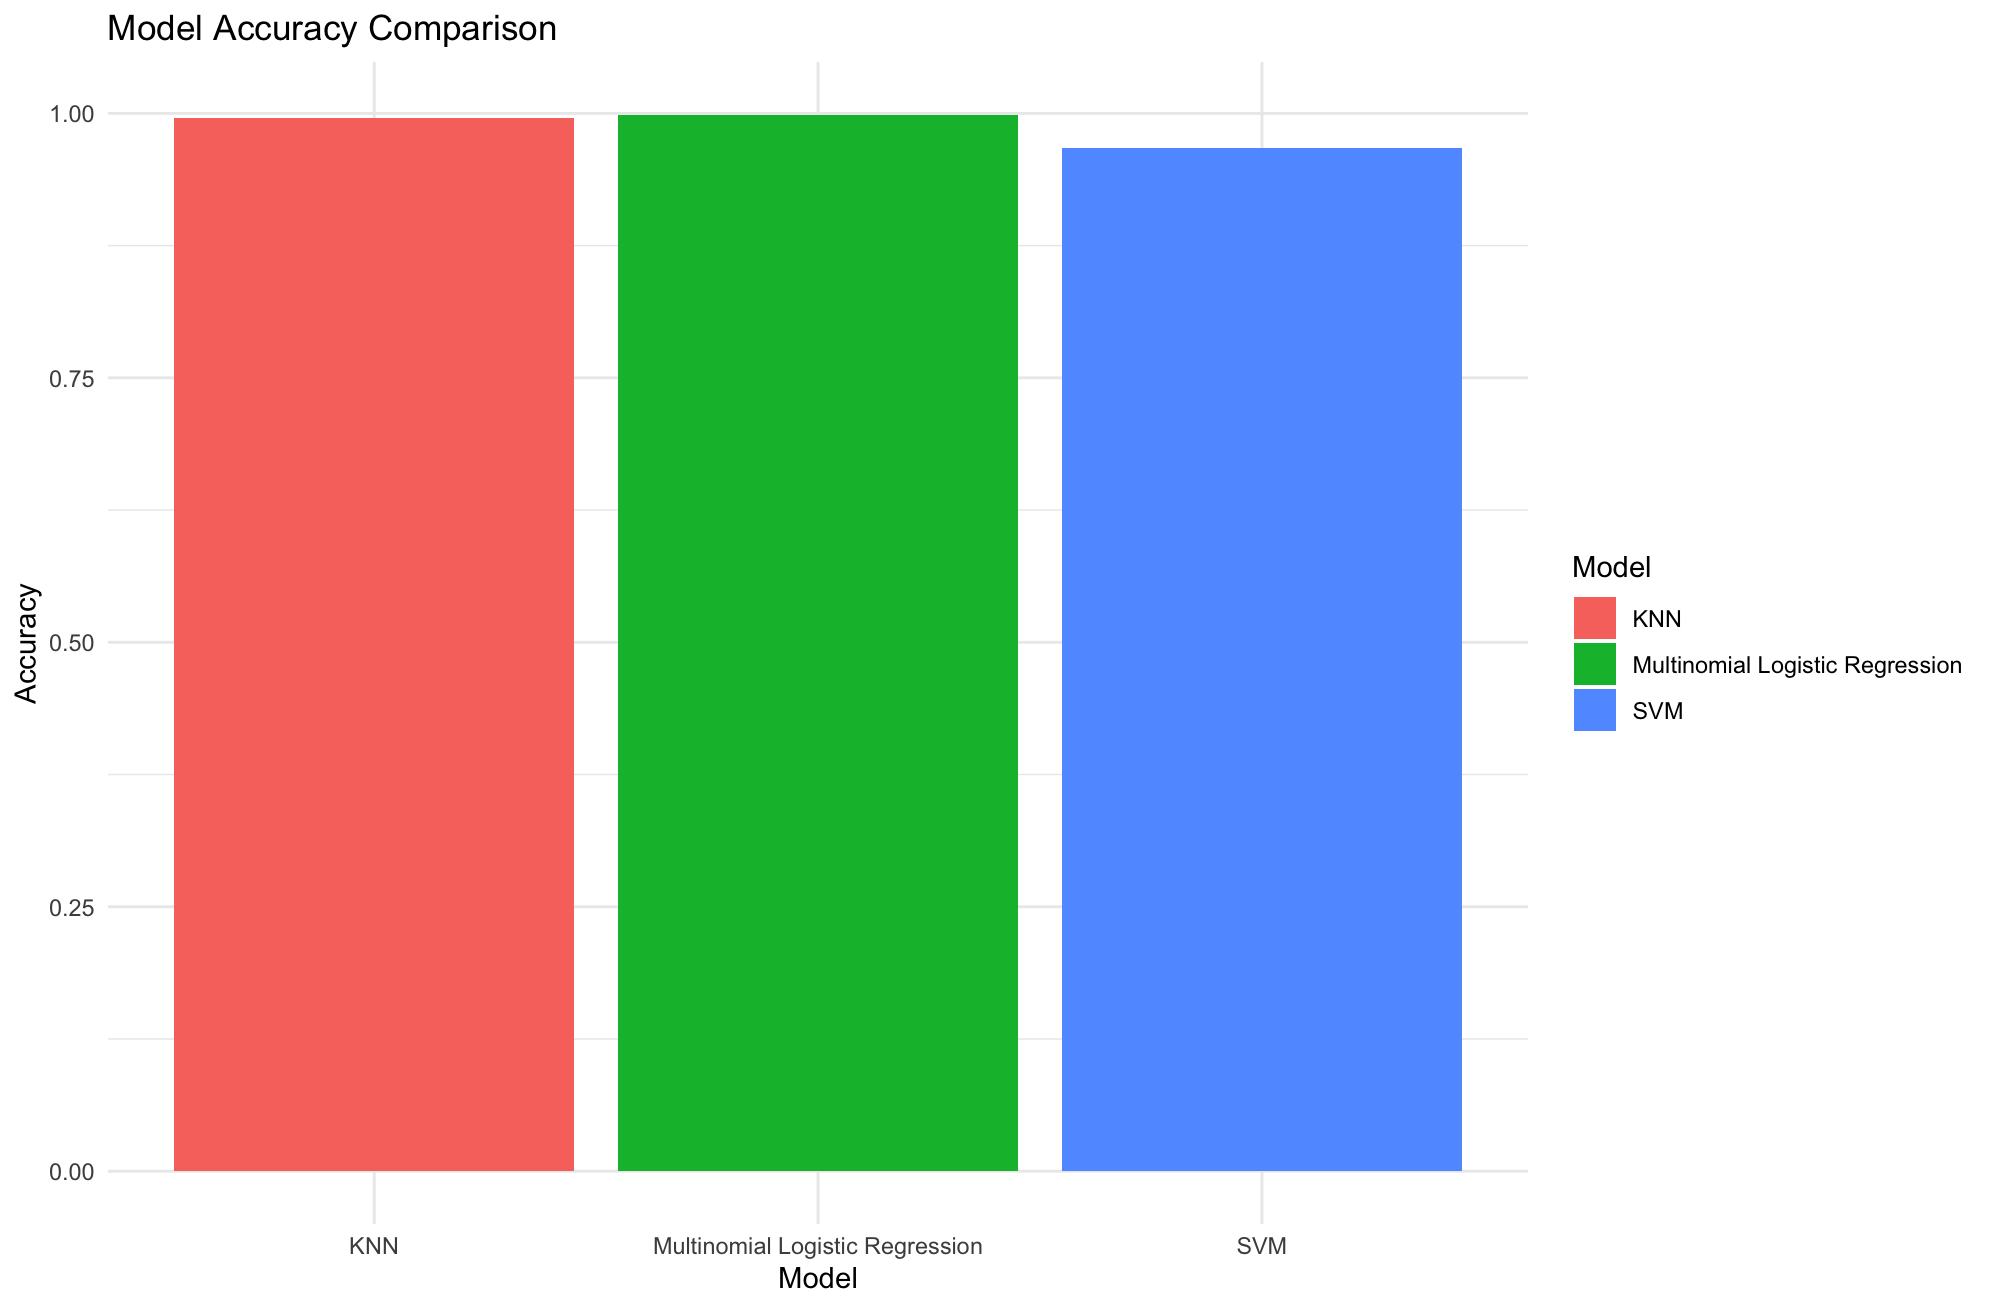 Model Accuracy Comparison
1.00
0.75
0.50
0.25
0.00
Accuracy
KNN
Multinomial Logistic Regression
SVM
Model
Model
KNN
Multinomial Logistic Regression
SVM